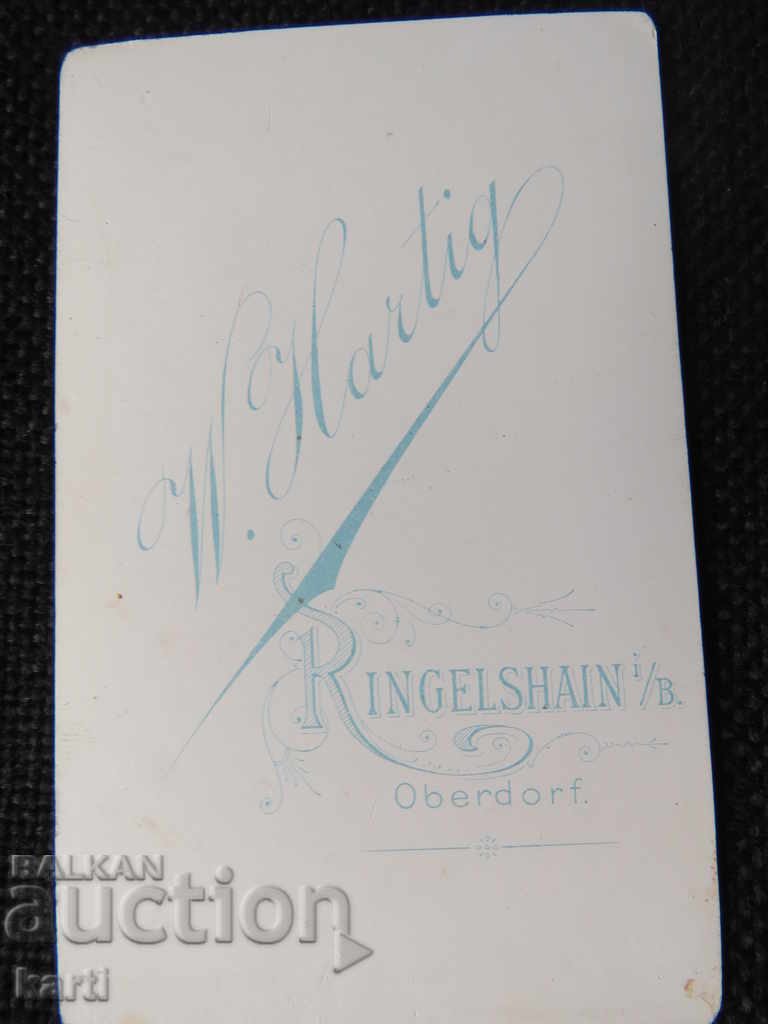 W. Hartig
RINGELSHAIN i/B.
Oberdorf.
BALKAN
auction
karti